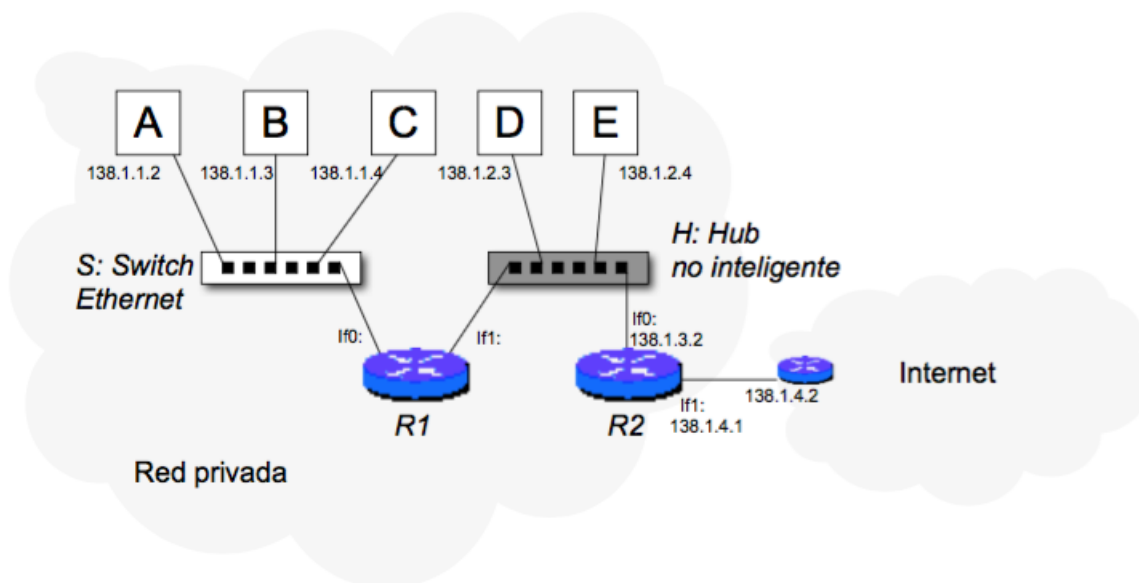 A
B
C
D
E
138.1.1.2
138.1.1.3
138.1.1.4
138.1.2.3
138.1.2.4
S: Switch
Ethernet
H: Hub
no inteligente
If0:
If1:
If0:
138.1.3.2
R1
R2
If1:
138.1.4.1
138.1.4.2
Internet
Red privada